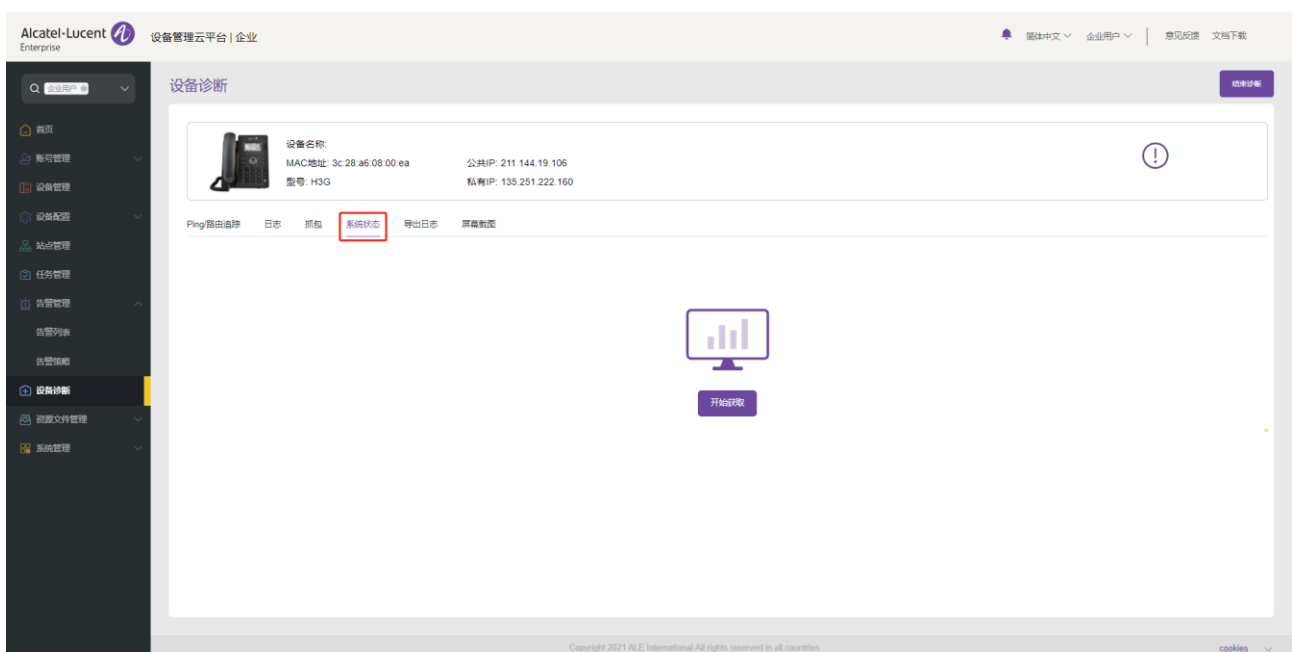 Alcatel·Lucent
Enterprise
设备管理云平台 | 企业
简体中文
企业用户
意见反馈
文档下载
企业用户
设备诊断
结束诊断
首页
账号管理
设备管理
设备配置
站点管理
任务管理
告警管理
告警列表
告警策略
设备诊断
资源文件管理
系统管理
设备名称:
MAC地址: 3c:28:a6:08:00:ea
公共IP: 211.144.19.106
型号: H3G
私有IP: 135.251.222.160
Ping/路由追踪
日志
抓包
系统状态
导出日志
屏幕截图
开始获取
Copyright 2021 ALE International.All rights reserved in all countries
cookies